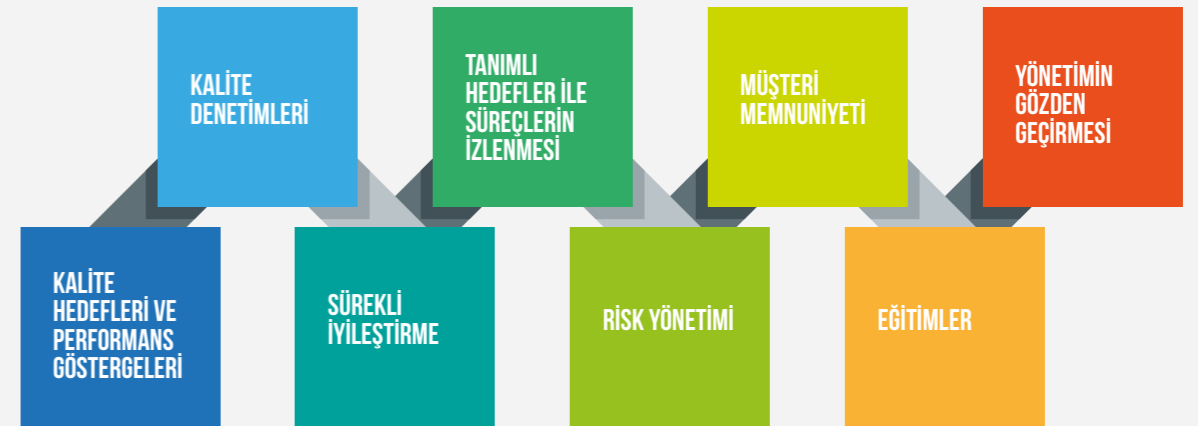 KALİTE
DENETİMLERİ
TANIMLI
HEDEFLER İLE
SÜREÇLERİN
İZLENMESİ
MÜŞTERİ
MEMNUNİYETİ
YÖNETİMİN
GÖZDEN
GEÇİRMESİ
KALİTE
HEDEFLERİ VE
PERFORMANS
GÖSTERGELERİ
SÜREKLİ
İYİLEŞTİRME
RİSK YÖNETİMİ
EĞİTİMLER